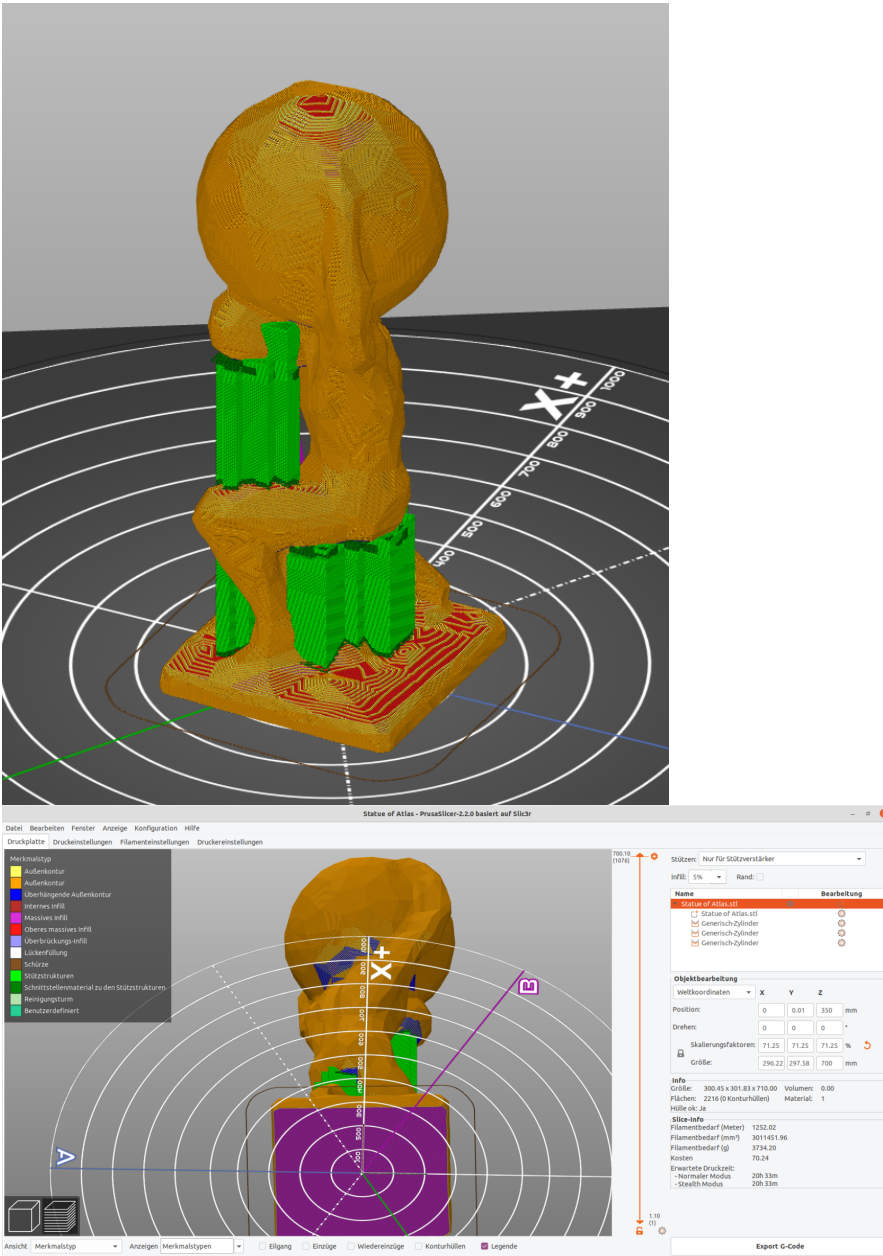 X+
1000
900
800
700
600
500
400
Statue of Atlas - PrusaSlicer-2.2.0 basiert auf Slic3r
Datei Bearbeiten Fenster Anzeige Konfiguration Hilfe
Druckplatte Druckeinstellungen Filamenteinstellungen Druckereinstellungen
Merkmalstyp
Außenkontur
Außenkontur
Überhängende Außenkontur
Internes Infill
Massives Infill
Oberes massives Infill
Überbrückungs-Infill
Lückenfüllung
Schürze
Stützstrukturen
Schnittstellenmaterial zu den Stützstrukturen
Reinigungsturm
Benutzerdefiniert
X+
B
A
700.10
(1076)
1.10
(1)
Stützen: Nur für Stützverstärker
Infill: 5% Rand:
Name Bearbeitung
Statue of Atlas.stl
Statue of Atlas.stl
Generisch-Zylinder
Generisch-Zylinder
Generisch-Zylinder
Objektbearbeitung
Weltkoordinaten X Y Z
Position: 0 0.01 350 mm
Drehen: 0 0 0 °
Skalierungsfaktoren: 71.25 71.25 71.25 %
Größe: 296.22 297.58 700 mm
Info
Größe: 300.45 x 301.83 x 710.00 Volumen: 0.00
Flächen: 2216 (0 Konturhüllen) Material: 1
Hülle ok: Ja
Slice-Info
Filamentbedarf (Meter) 1252.02
Filamentbedarf (mm³) 3011451.96
Filamentbedarf (g) 3734.20
Kosten 70.24
Erwartete Druckzeit:
- Normaler Modus 20h 33m
- Stealth Modus 20h 33m
Ansicht Merkmalstyp Anzeigen Merkmalstypen Eilgang Einzüge Wiedereinzüge Konturhüllen Legende
Export G-Code